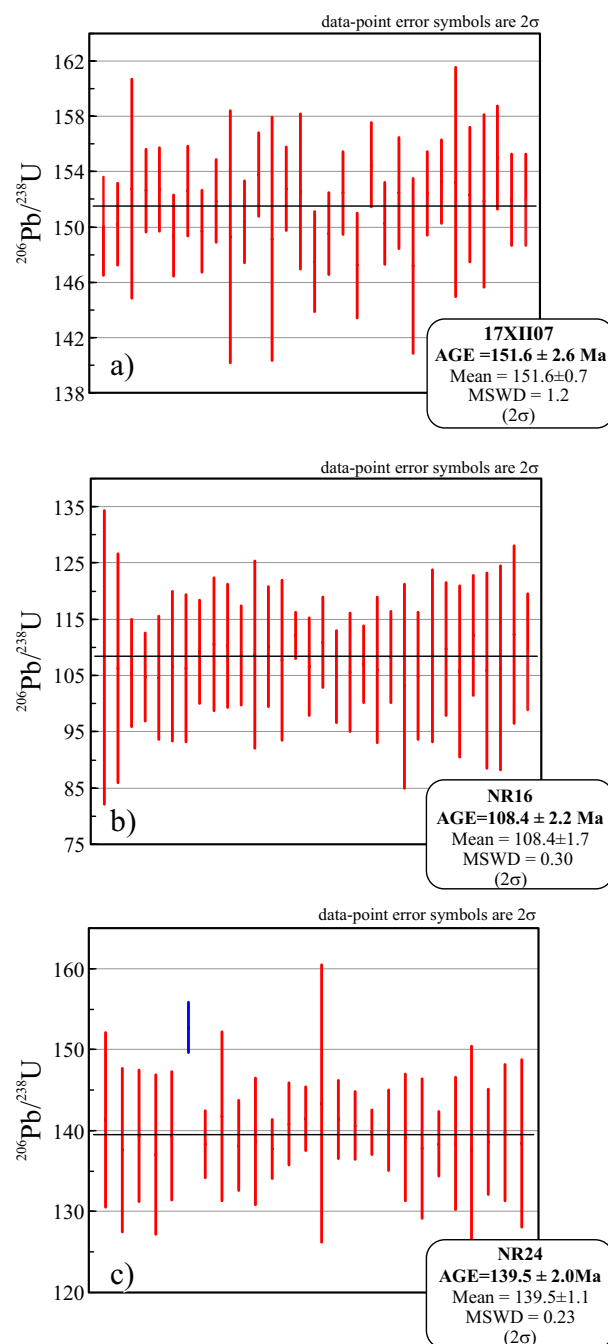 data-point error symbols are 2σ
162
158
154
150
146
142
138
206Pb/238U
a)
17XII07
AGE =151.6 ± 2.6 Ma
Mean = 151.6±0.7
MSWD = 1.2
(2σ)
data-point error symbols are 2σ
135
125
115
105
95
85
75
206Pb/238U
b)
NR16
AGE=108.4 ± 2.2 Ma
Mean = 108.4±1.7
MSWD = 0.30
(2σ)
data-point error symbols are 2σ
160
150
140
130
120
206Pb/238U
c)
NR24
AGE=139.5 ± 2.0Ma
Mean = 139.5±1.1
MSWD = 0.23
(2σ)